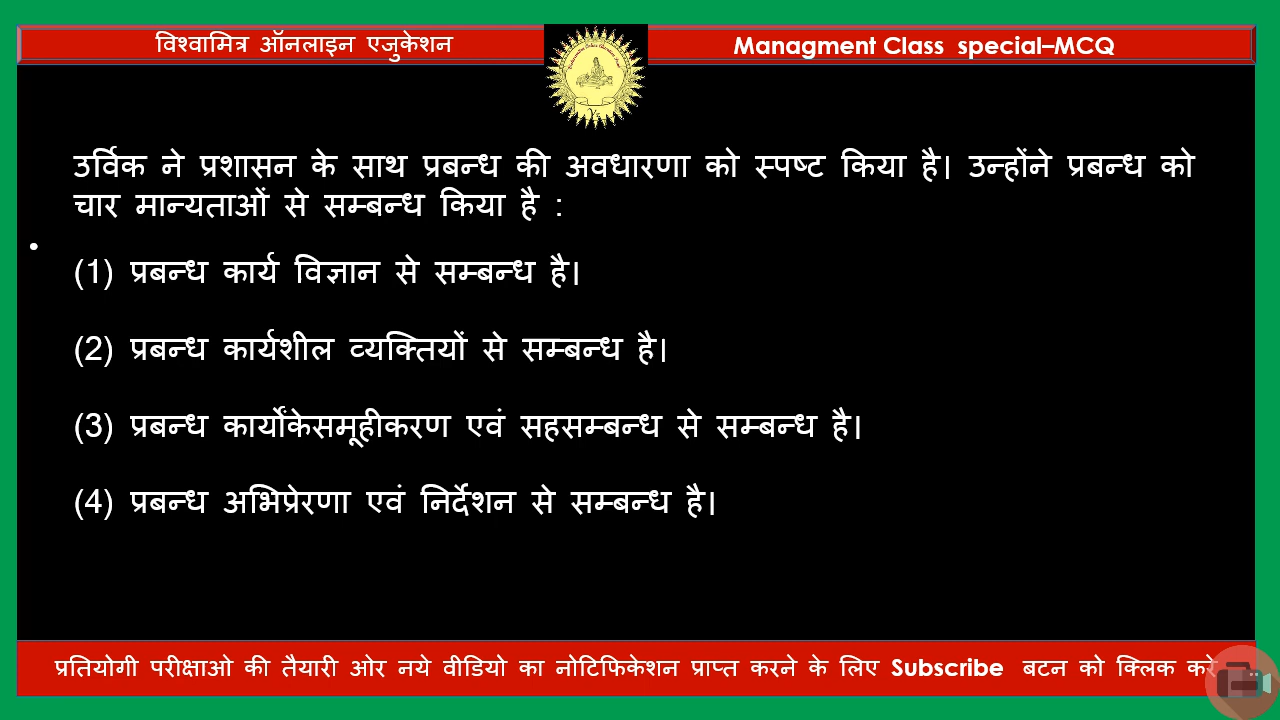 विश्वामित्र ऑनलाइन एजुकेशन
Managment Class special–MCQ
उर्विक ने प्रशासन के साथ प्रबन्ध की अवधारणा को स्पष्ट किया है। उन्होंने प्रबन्ध को
चार मान्यताओं से सम्बन्ध किया है :
(1) प्रबन्ध कार्य विज्ञान से सम्बन्ध है।
(2) प्रबन्ध कार्यशील व्यक्तियों से सम्बन्ध है।
(3) प्रबन्ध कार्योंकेसमूहीकरण एवं सहसम्बन्ध से सम्बन्ध है।
(4) प्रबन्ध अभिप्रेरणा एवं निर्देशन से सम्बन्ध है।
प्रतियोगी परीक्षाओ की तैयारी ओर नये वीडियो का नोटिफिकेशन प्राप्त करने के लिए Subscribe बटन को क्लिक करे